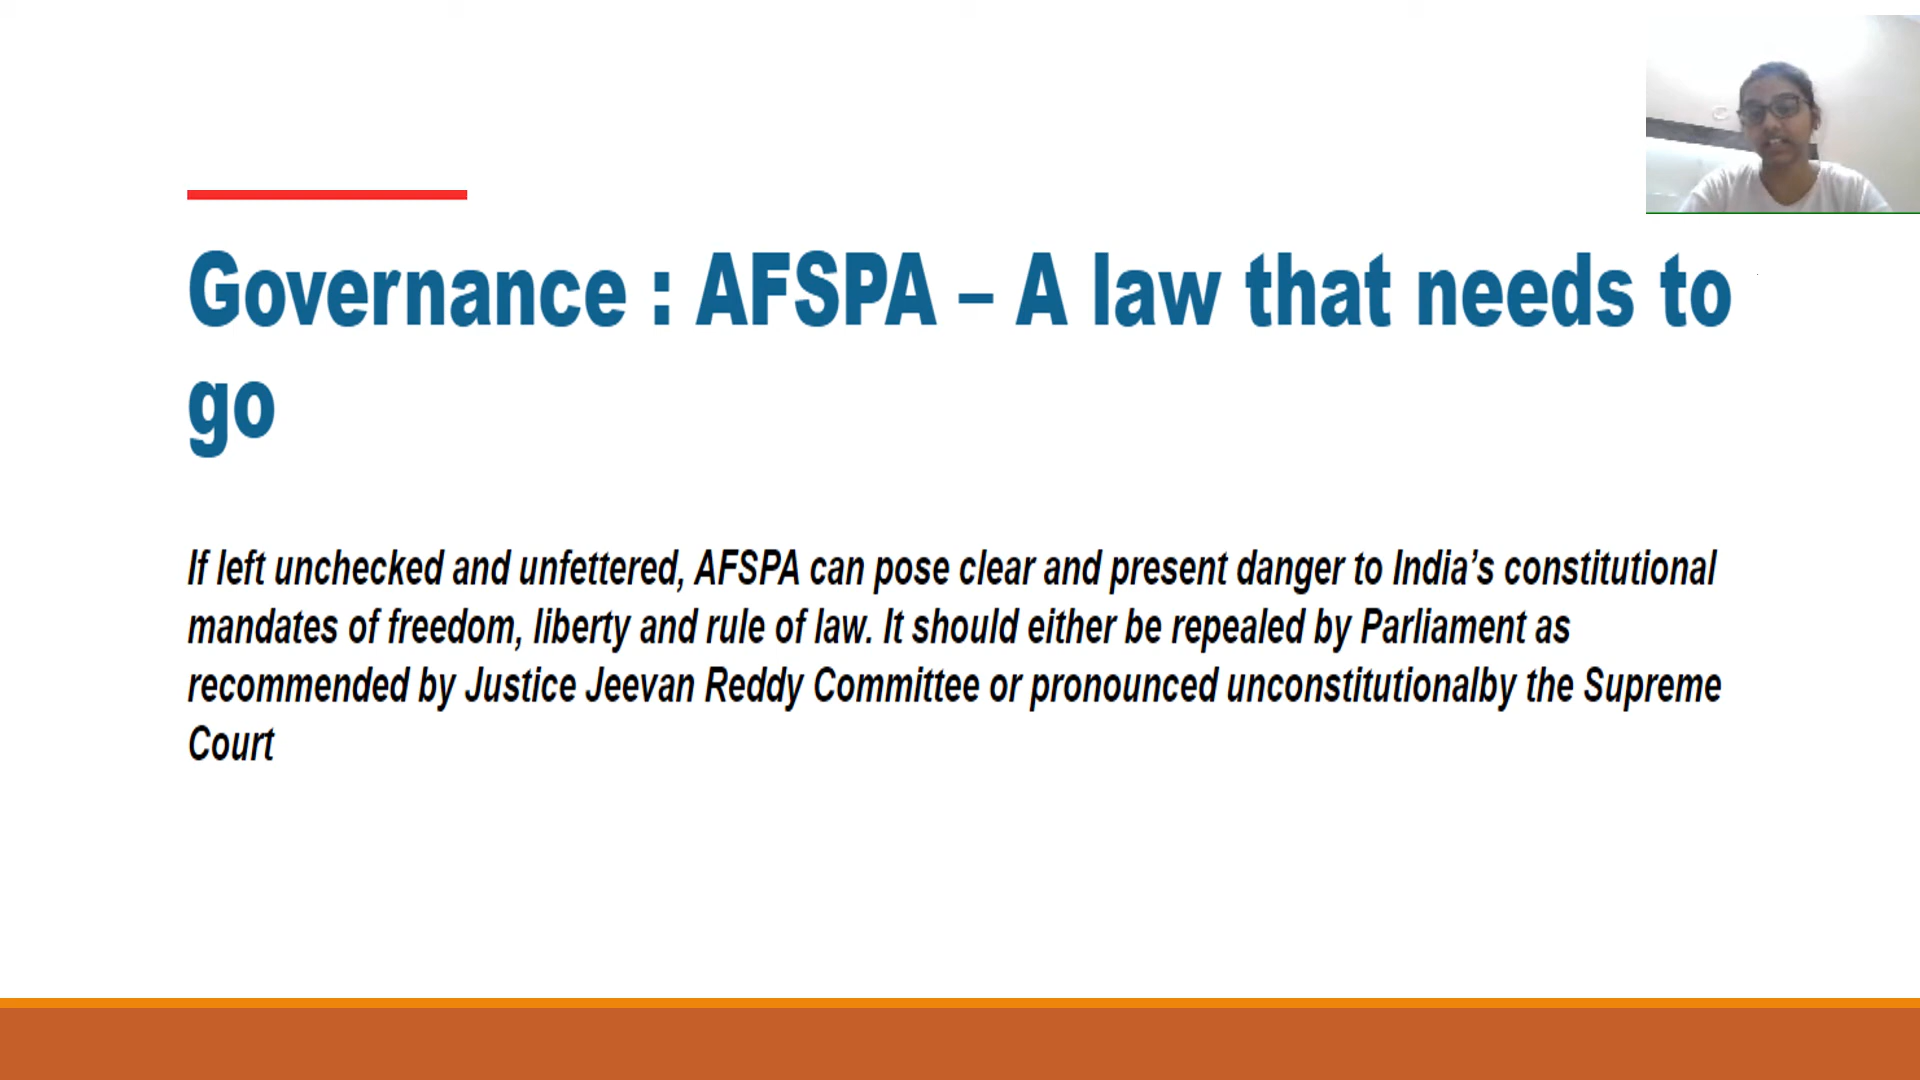 Governance : AFSPA – A law that needs to
go
If left unchecked and unfettered, AFSPA can pose clear and present danger to India’s constitutional
mandates of freedom, liberty and rule of law. It should either be repealed by Parliament as
recommended by Justice Jeevan Reddy Committee or pronounced unconstitutionalby the Supreme
Court